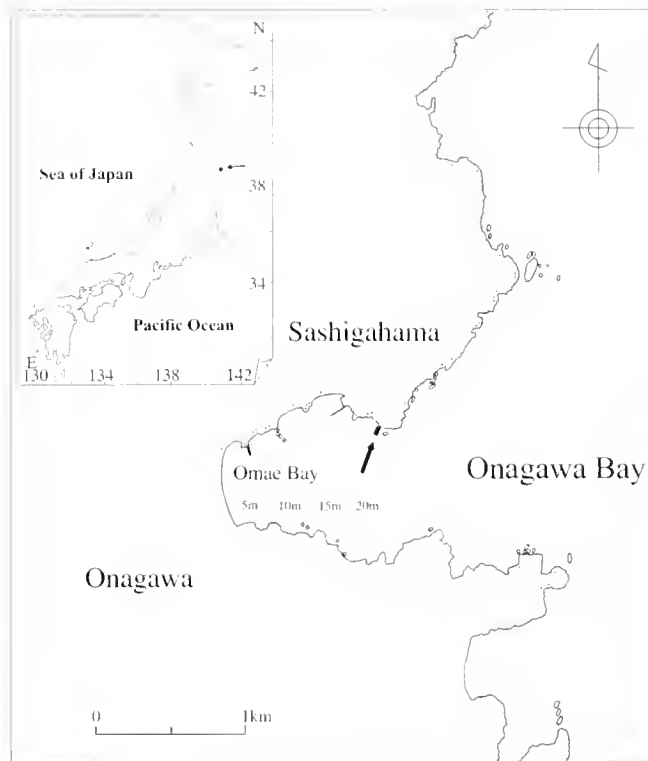 N
42
Sea of Japan
38
34
Pacific Ocean
E
130 134 138 142
Sashigahama
Omae Bay
5m 10m 15m 20m
Onagawa Bay
Onagawa
0 1km